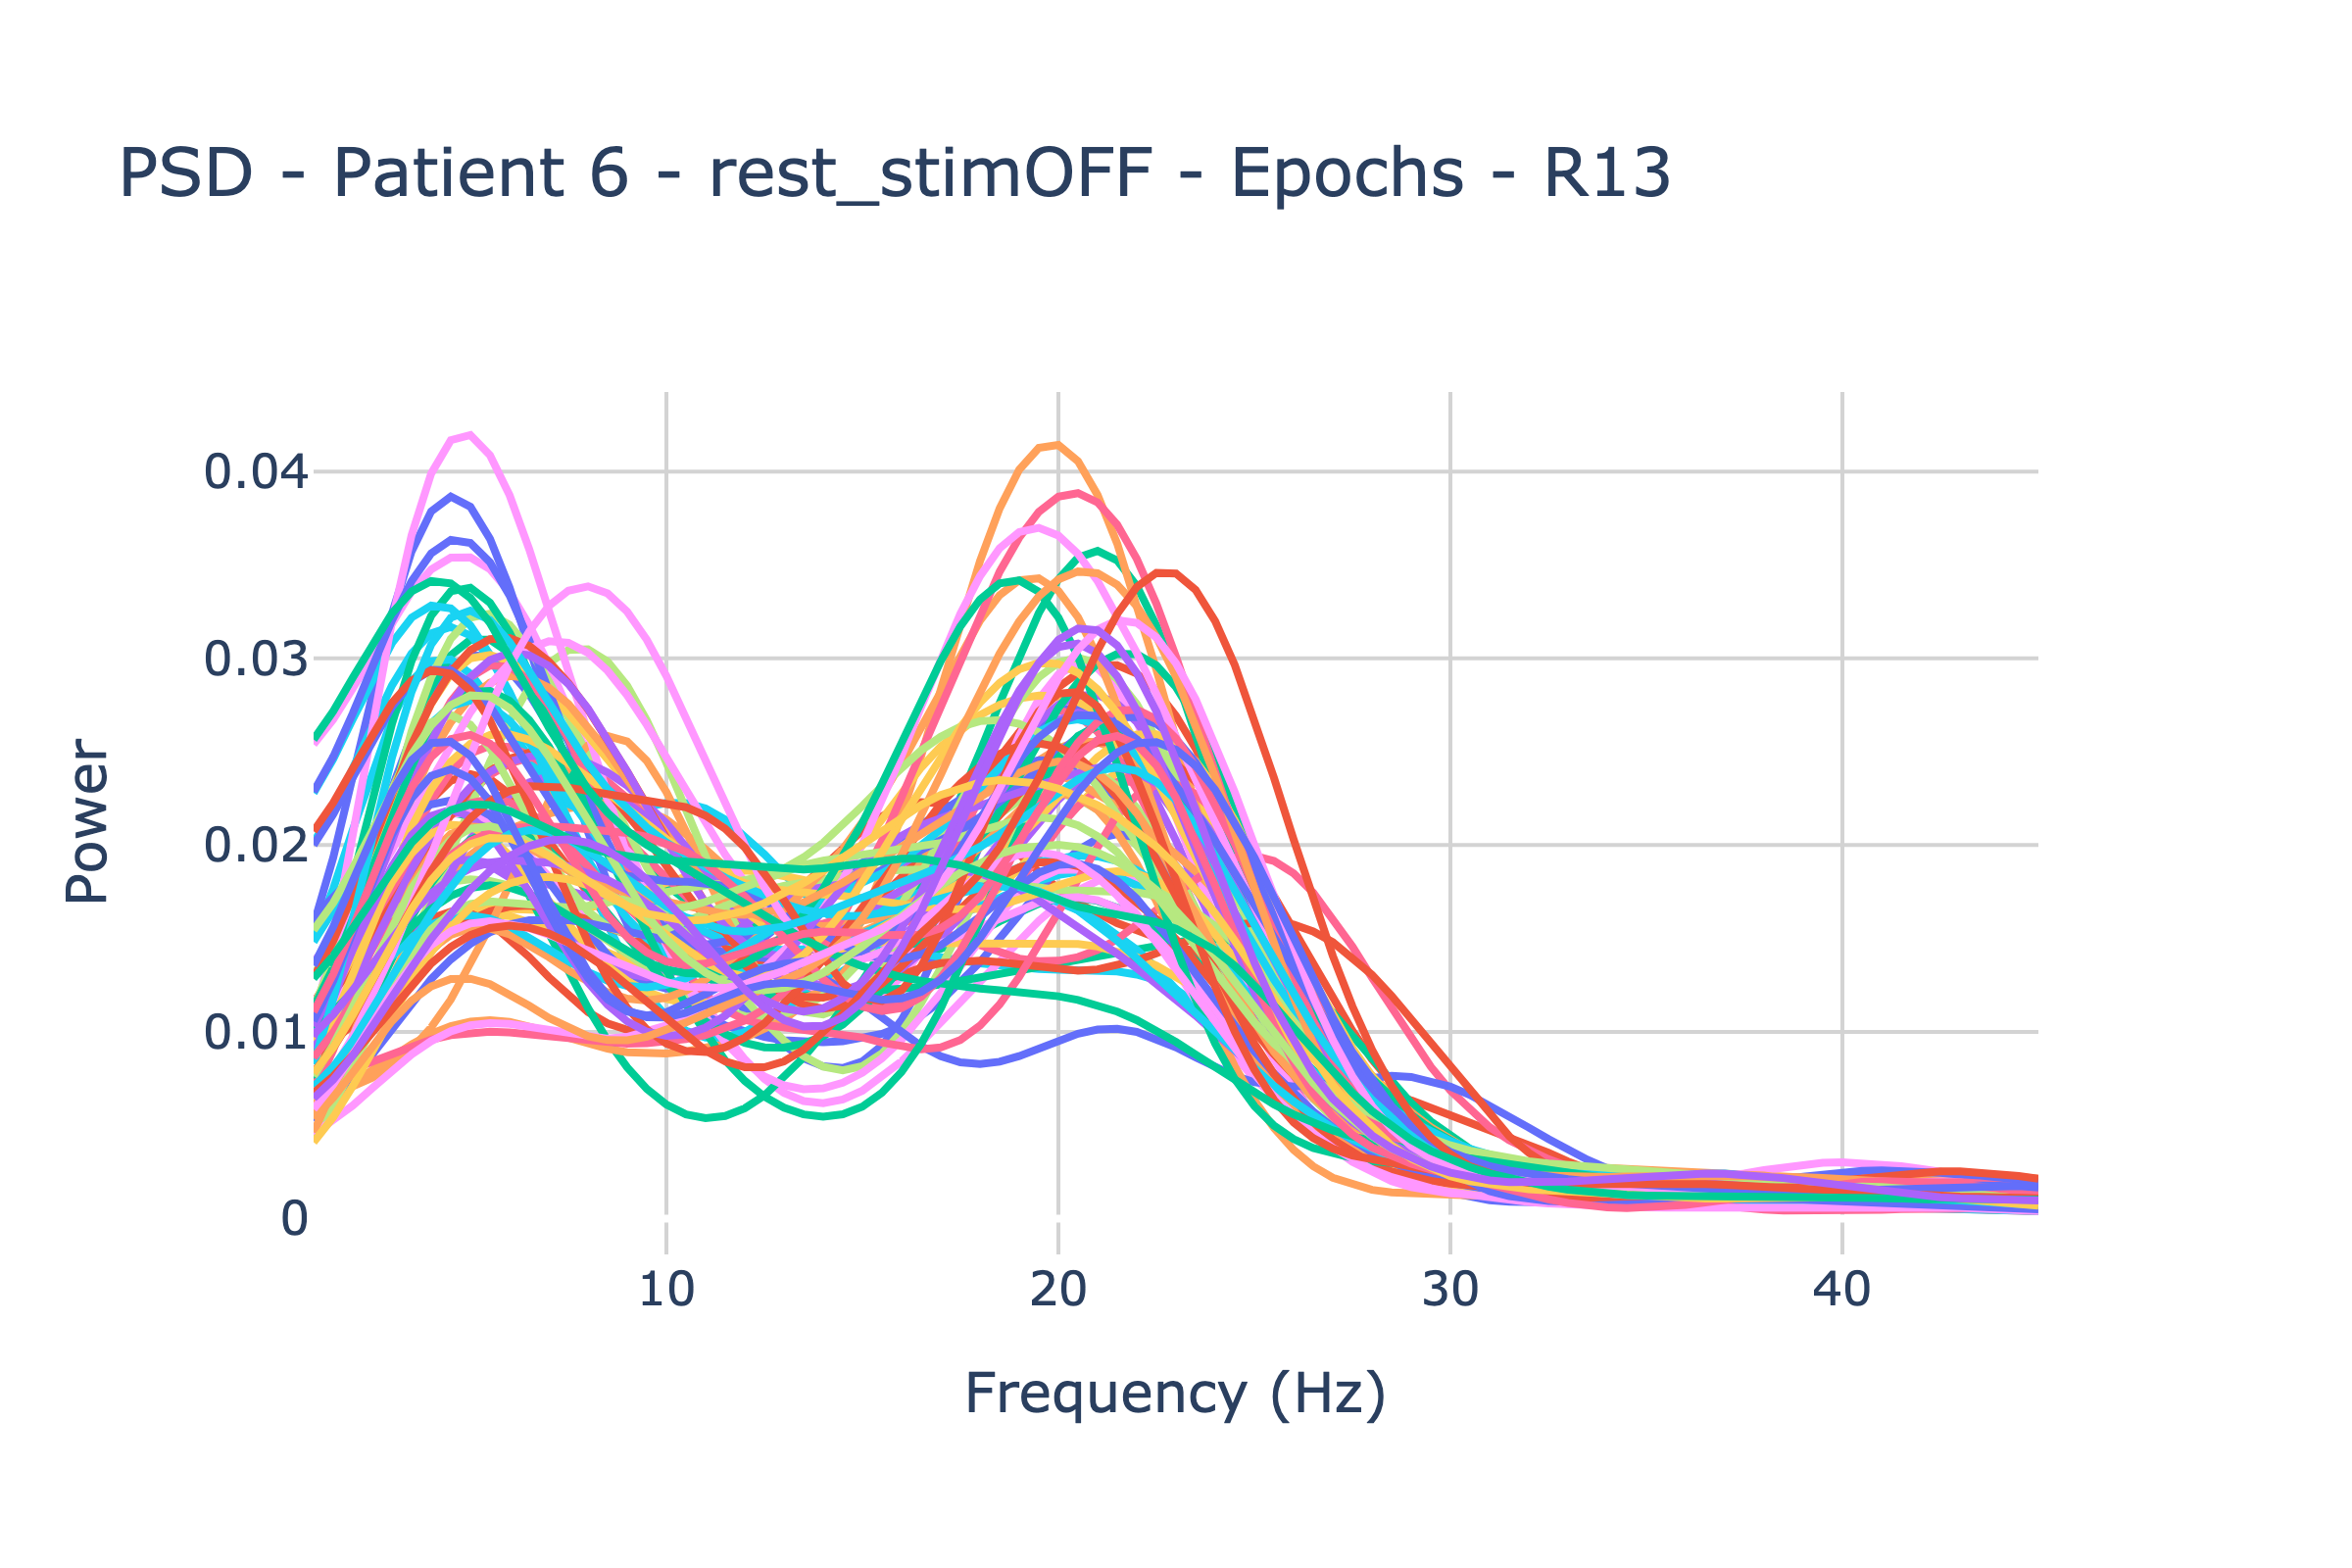 PSD - Patient 6 - rest_stimOFF - Epochs - R13
0.04
0.03
0.02
0.01
0
Power
10 20 30 40
Frequency (Hz)